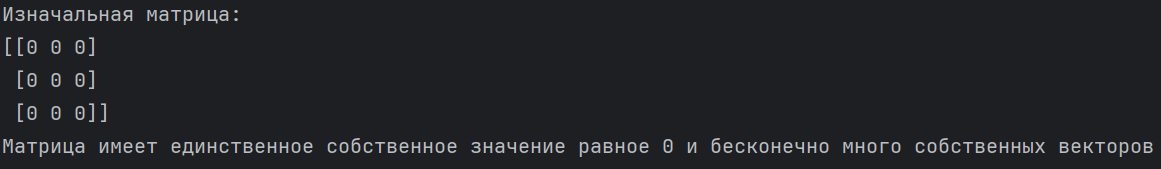 Изначальная матрица:
[[0 0 0]
 [0 0 0]
 [0 0 0]]
Матрица имеет единственное собственное значение равное 0 и бесконечно много собственных векторов